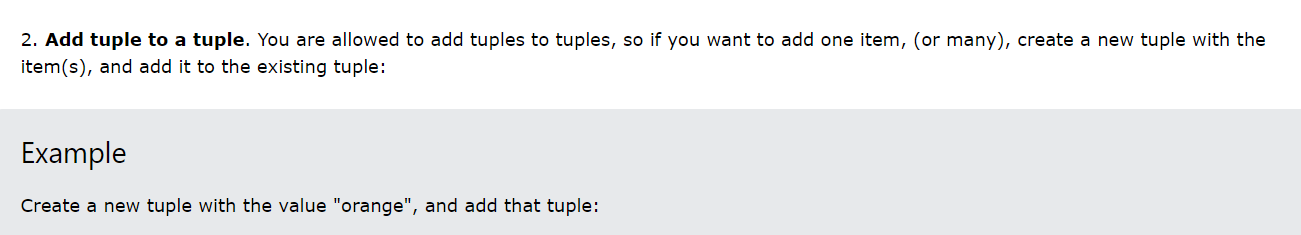 2. Add tuple to a tuple. You are allowed to add tuples to tuples, so if you want to add one item, (or many), create a new tuple with the
item(s), and add it to the existing tuple:
Example
Create a new tuple with the value "orange", and add that tuple: